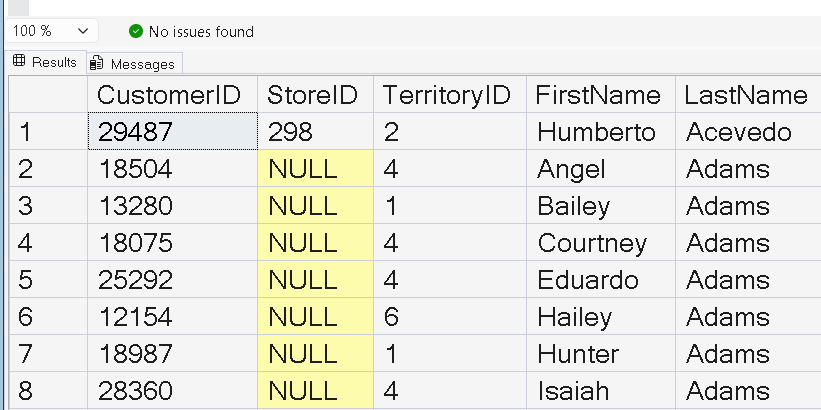 100 % No issues found
Results Messages
CustomerID StoreID TerritoryID FirstName LastName
1 29487 298 2 Humberto Acevedo
2 18504 NULL 4 Angel Adams
3 13280 NULL 1 Bailey Adams
4 18075 NULL 4 Courtney Adams
5 25292 NULL 4 Eduardo Adams
6 12154 NULL 6 Hailey Adams
7 18987 NULL 1 Hunter Adams
8 28360 NULL 4 Isaiah Adams